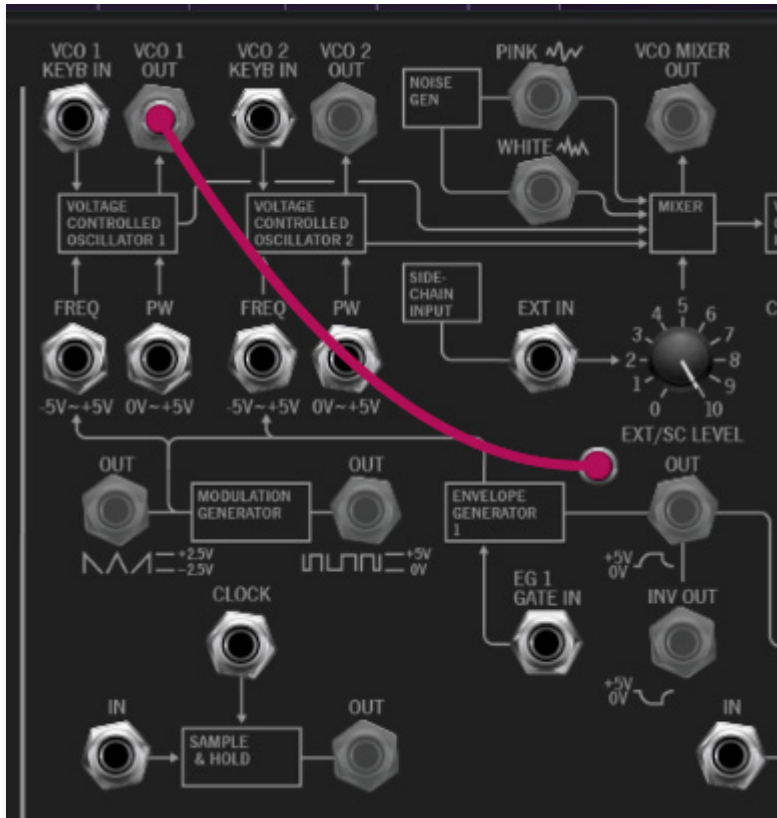 VCO 1
KEYB IN
VCO 1
OUT
VCO 2
KEYB IN
VCO 2
OUT
PINK
VCO MIXER
OUT
NOISE
GEN
WHITE
VOLTAGE
CONTROLLED
OSCILLATOR 1
VOLTAGE
CONTROLLED
OSCILLATOR 2
MIXER
SIDE-
CHAIN
INPUT
FREQ
PW
FREQ
PW
EXT IN
0
1
2
3
4
5
6
7
8
9
10
-5V~+5V
0V~+5V
-5V~+5V
0V~+5V
EXT/SC LEVEL
OUT
MODULATION
GENERATOR
OUT
ENVELOPE
GENERATOR
1
OUT
+2.5V
-2.5V
+5V
0V
+5V
0V
CLOCK
EG 1
GATE IN
INV OUT
+5V
0V
IN
SAMPLE
& HOLD
OUT
IN